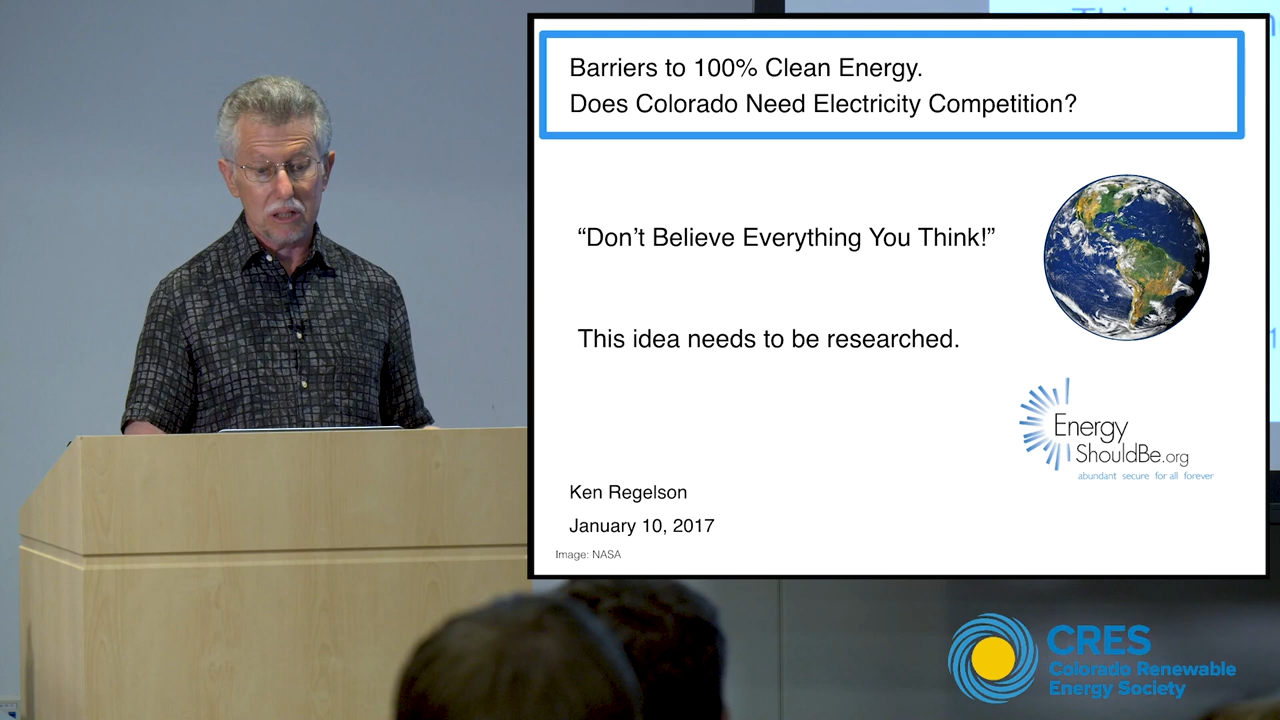 Barriers to 100% Clean Energy.
Does Colorado Need Electricity Competition?
“Don’t Believe Everything You Think!”
This idea needs to be researched.
Energy
ShouldBe.org
abundant secure for all forever
Ken Regelson
January 10, 2017
Image: NASA
CRES
Colorado Renewable
Energy Society